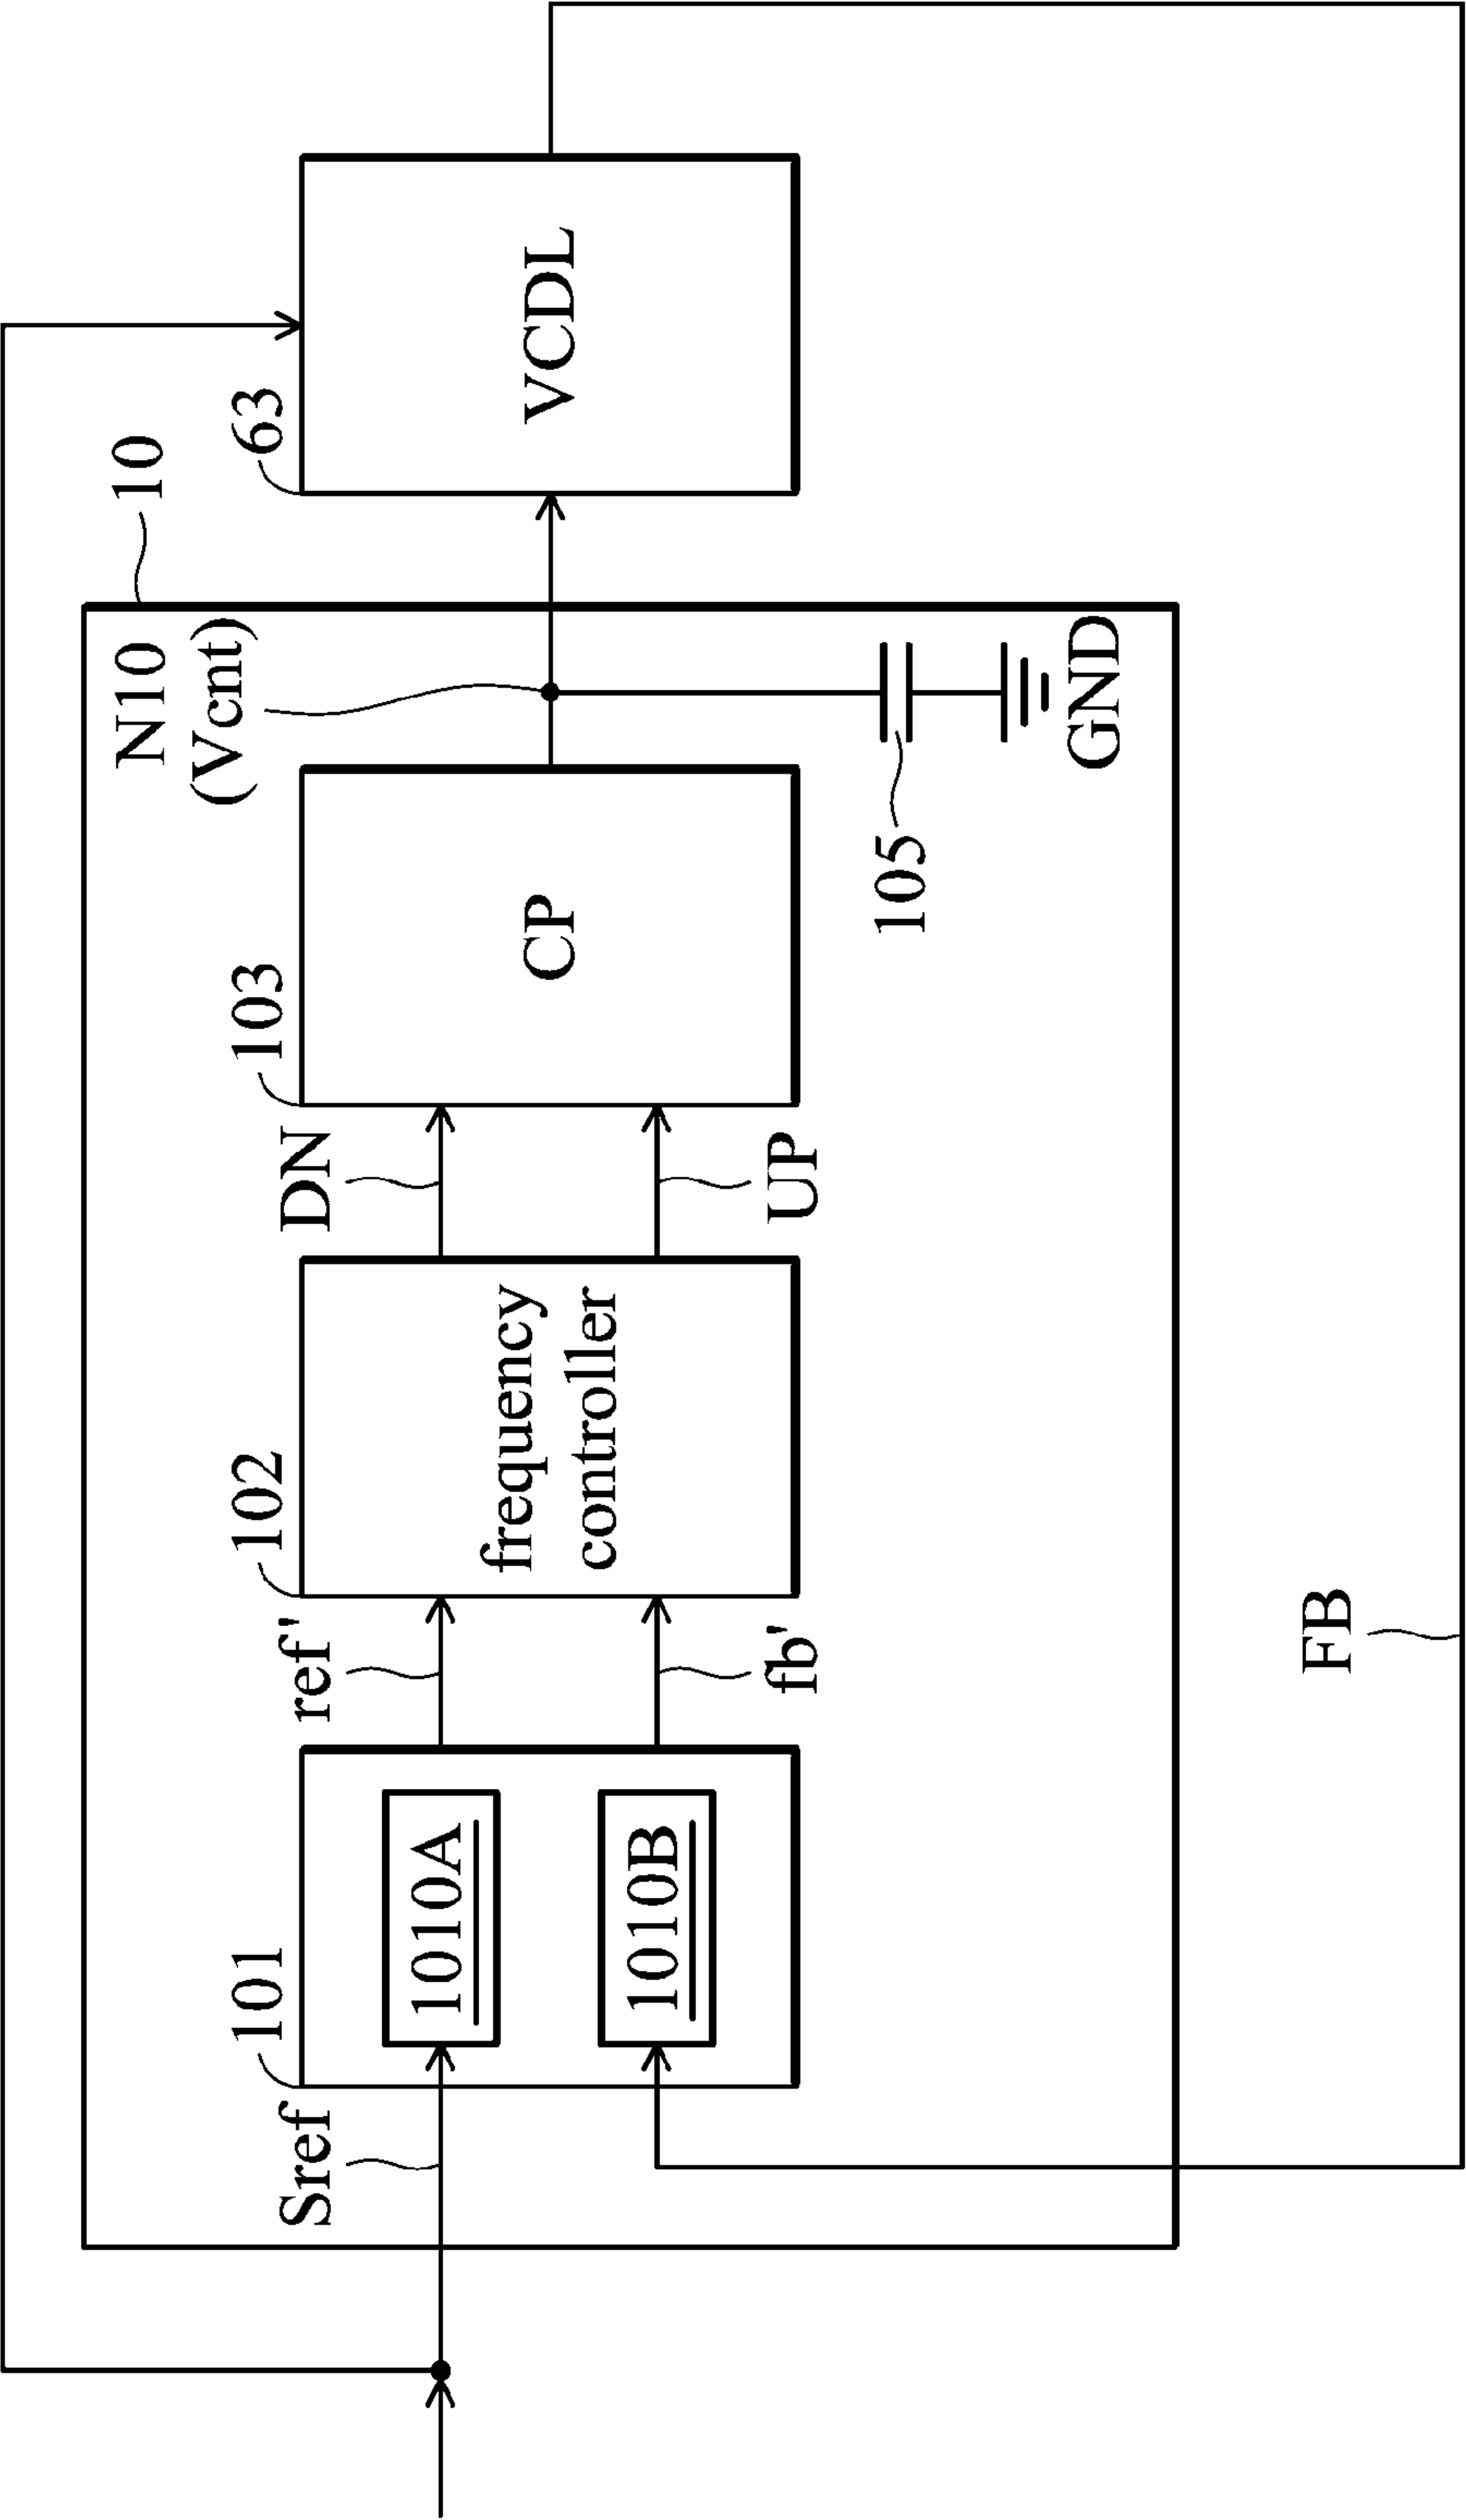 10
N10
(Vcnt)
Sref
101
1010A
1010B
ref'
fb'
102
frequency
controller
DN
UP
103
CP
105
GND
63
VCDL
FB